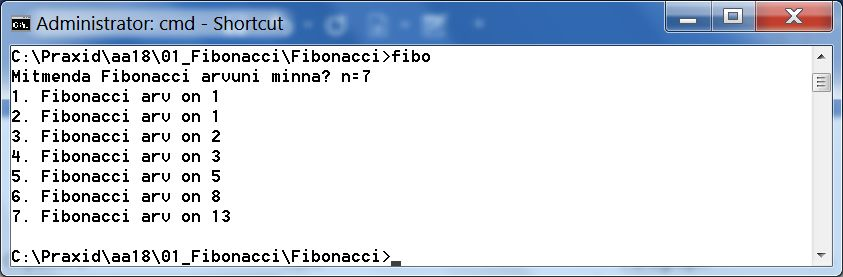 Administrator: cmd - Shortcut
C:\Praxid\aa18\01_Fibonacci\Fibonacci>fibo
Mitmenda Fibonacci arvuni minna? n=7
1. Fibonacci arv on 1
2. Fibonacci arv on 1
3. Fibonacci arv on 2
4. Fibonacci arv on 3
5. Fibonacci arv on 5
6. Fibonacci arv on 8
7. Fibonacci arv on 13
C:\Praxid\aa18\01_Fibonacci\Fibonacci>